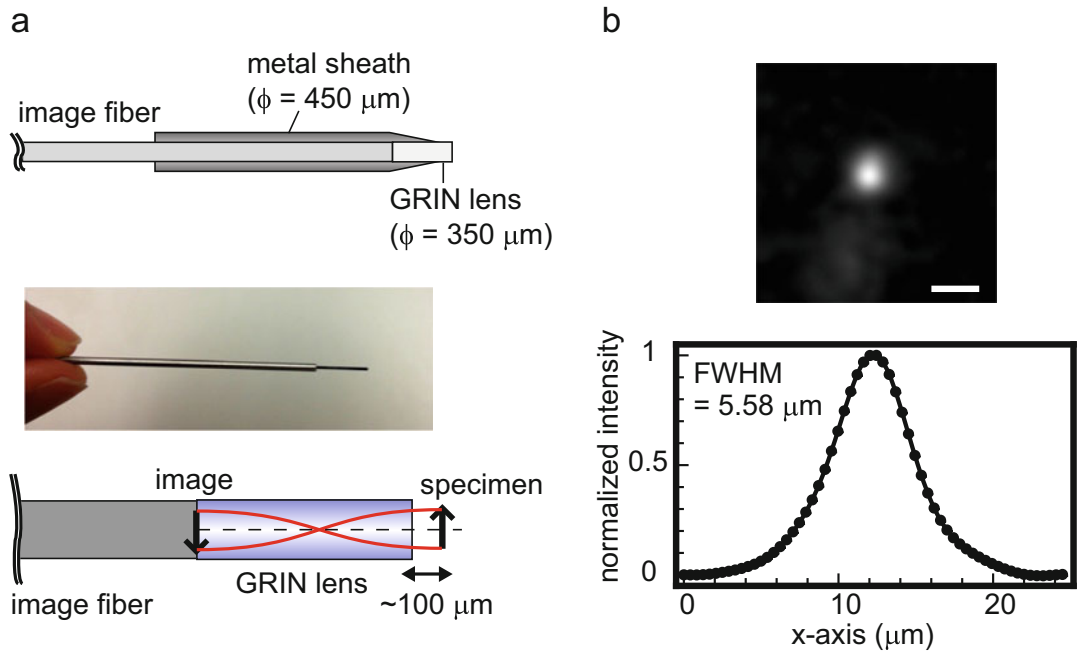 a
metal sheath
(ϕ = 450 μm)
image fiber
GRIN lens
(ϕ = 350 μm)
image
specimen
GRIN lens
~100 μm
image fiber
b
FWHM
= 5.58 μm
normalized intensity
1
0.5
0
0 10 20
x-axis (μm)